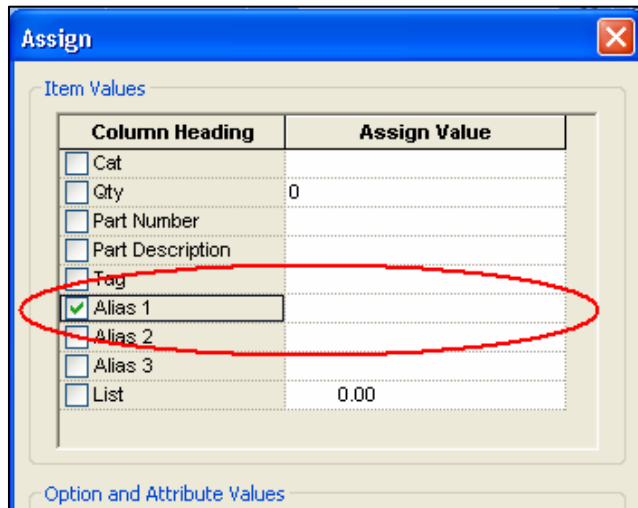 Assign
Item Values
Column Heading Assign Value
Cat
Qty 0
Part Number
Part Description
Tag
Alias 1
Alias 2
Alias 3
List 0.00
Option and Attribute Values